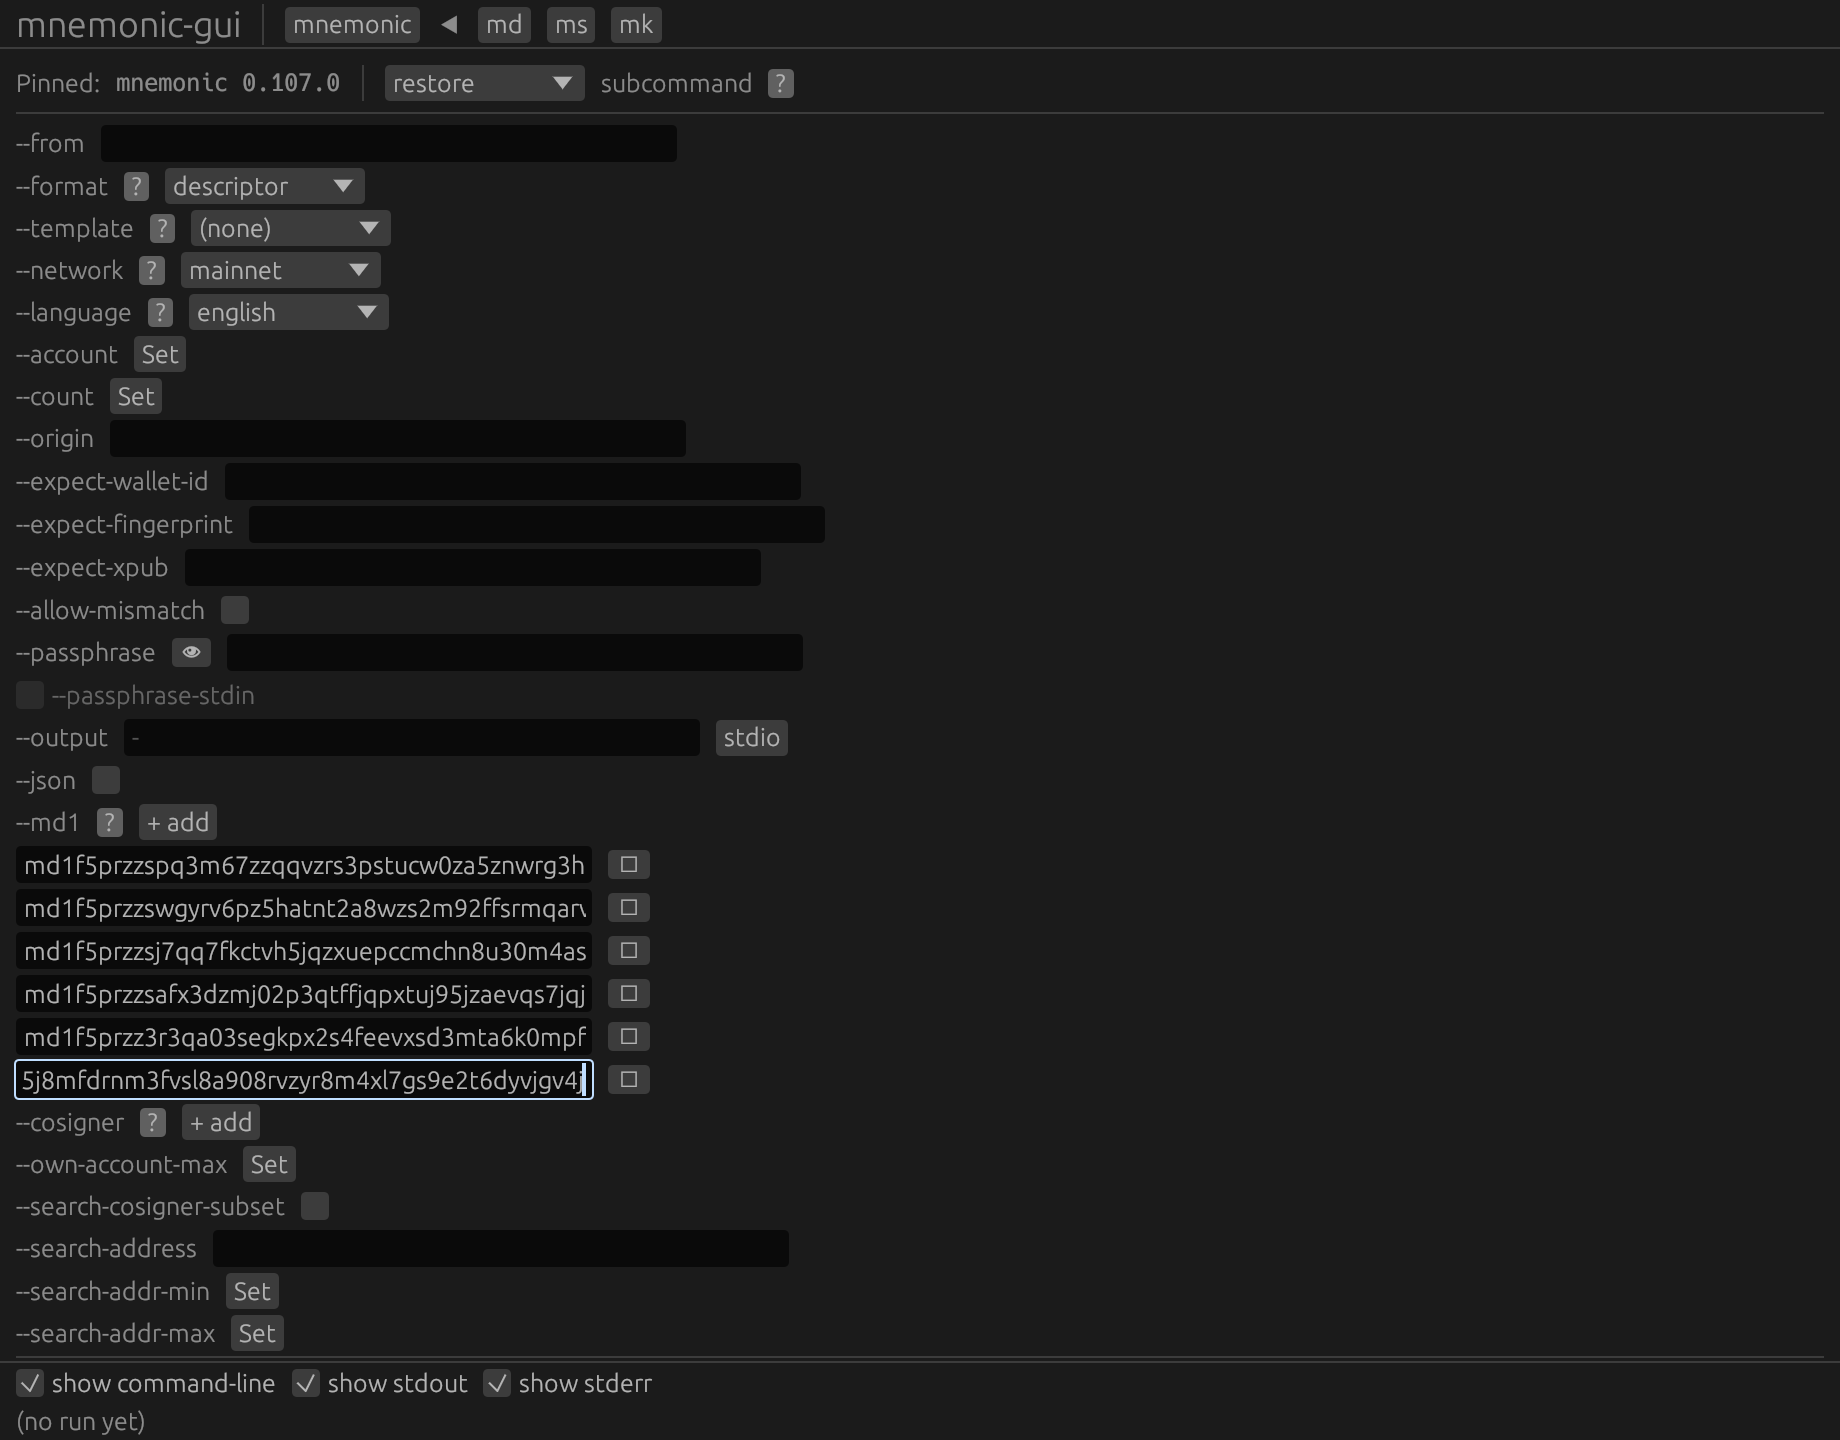 mnemonic-gui mnemonic ◀ md ms mk
Pinned: mnemonic 0.107.0 restore ▼ subcommand ?
--from
--format ? descriptor ▼
--template ? (none) ▼
--network ? mainnet ▼
--language ? english ▼
--account Set
--count Set
--origin
--expect-wallet-id
--expect-fingerprint
--expect-xpub
--allow-mismatch
--passphrase
--passphrase-stdin
--output - stdio
--json
--md1 ? + add
md1f5przzspq3m67zzqqvzrs3pstucw0za5znwrg3h
md1f5przzswgyrv6pz5hatnt2a8wzs2m92ffsrmqarv
md1f5przzsj7qq7fkctvh5jqzxuepccmchn8u30m4as
md1f5przzsafx3dzmj02p3qtffjqpxtuj95jzaevqs7jqj
md1f5przz3r3qa03segkpx2s4feevxsd3mta6k0mpf
5j8mfdrnm3fvsl8a908rvzyr8m4xl7gs9e2t6dyvjgv4j
--cosigner ? + add
--own-account-max Set
--search-cosigner-subset
--search-address
--search-addr-min Set
--search-addr-max Set
show command-line show stdout show stderr
(no run yet)